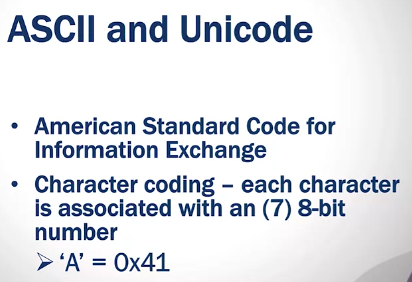 ASCII and Unicode
• American Standard Code for
Information Exchange
• Character coding – each character
is associated with an (7) 8-bit
number
➢ ‘A’ = 0x41